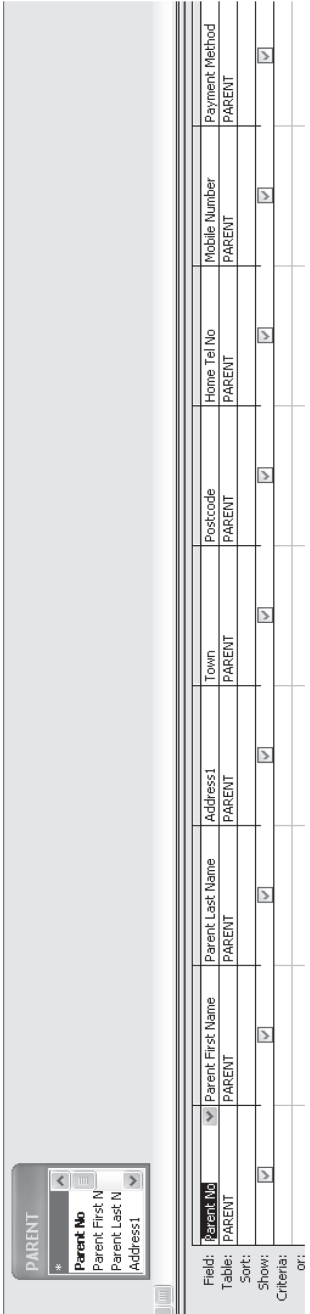 PARENT
*
Parent No
Parent First N
Parent Last N
Address1
Field: Parent No Parent First Name Parent Last Name Address1 Town Postcode Home Tel No Mobile Number Payment Method
Table: PARENT PARENT PARENT PARENT PARENT PARENT PARENT PARENT PARENT
Sort:
Show:
Criteria:
or: